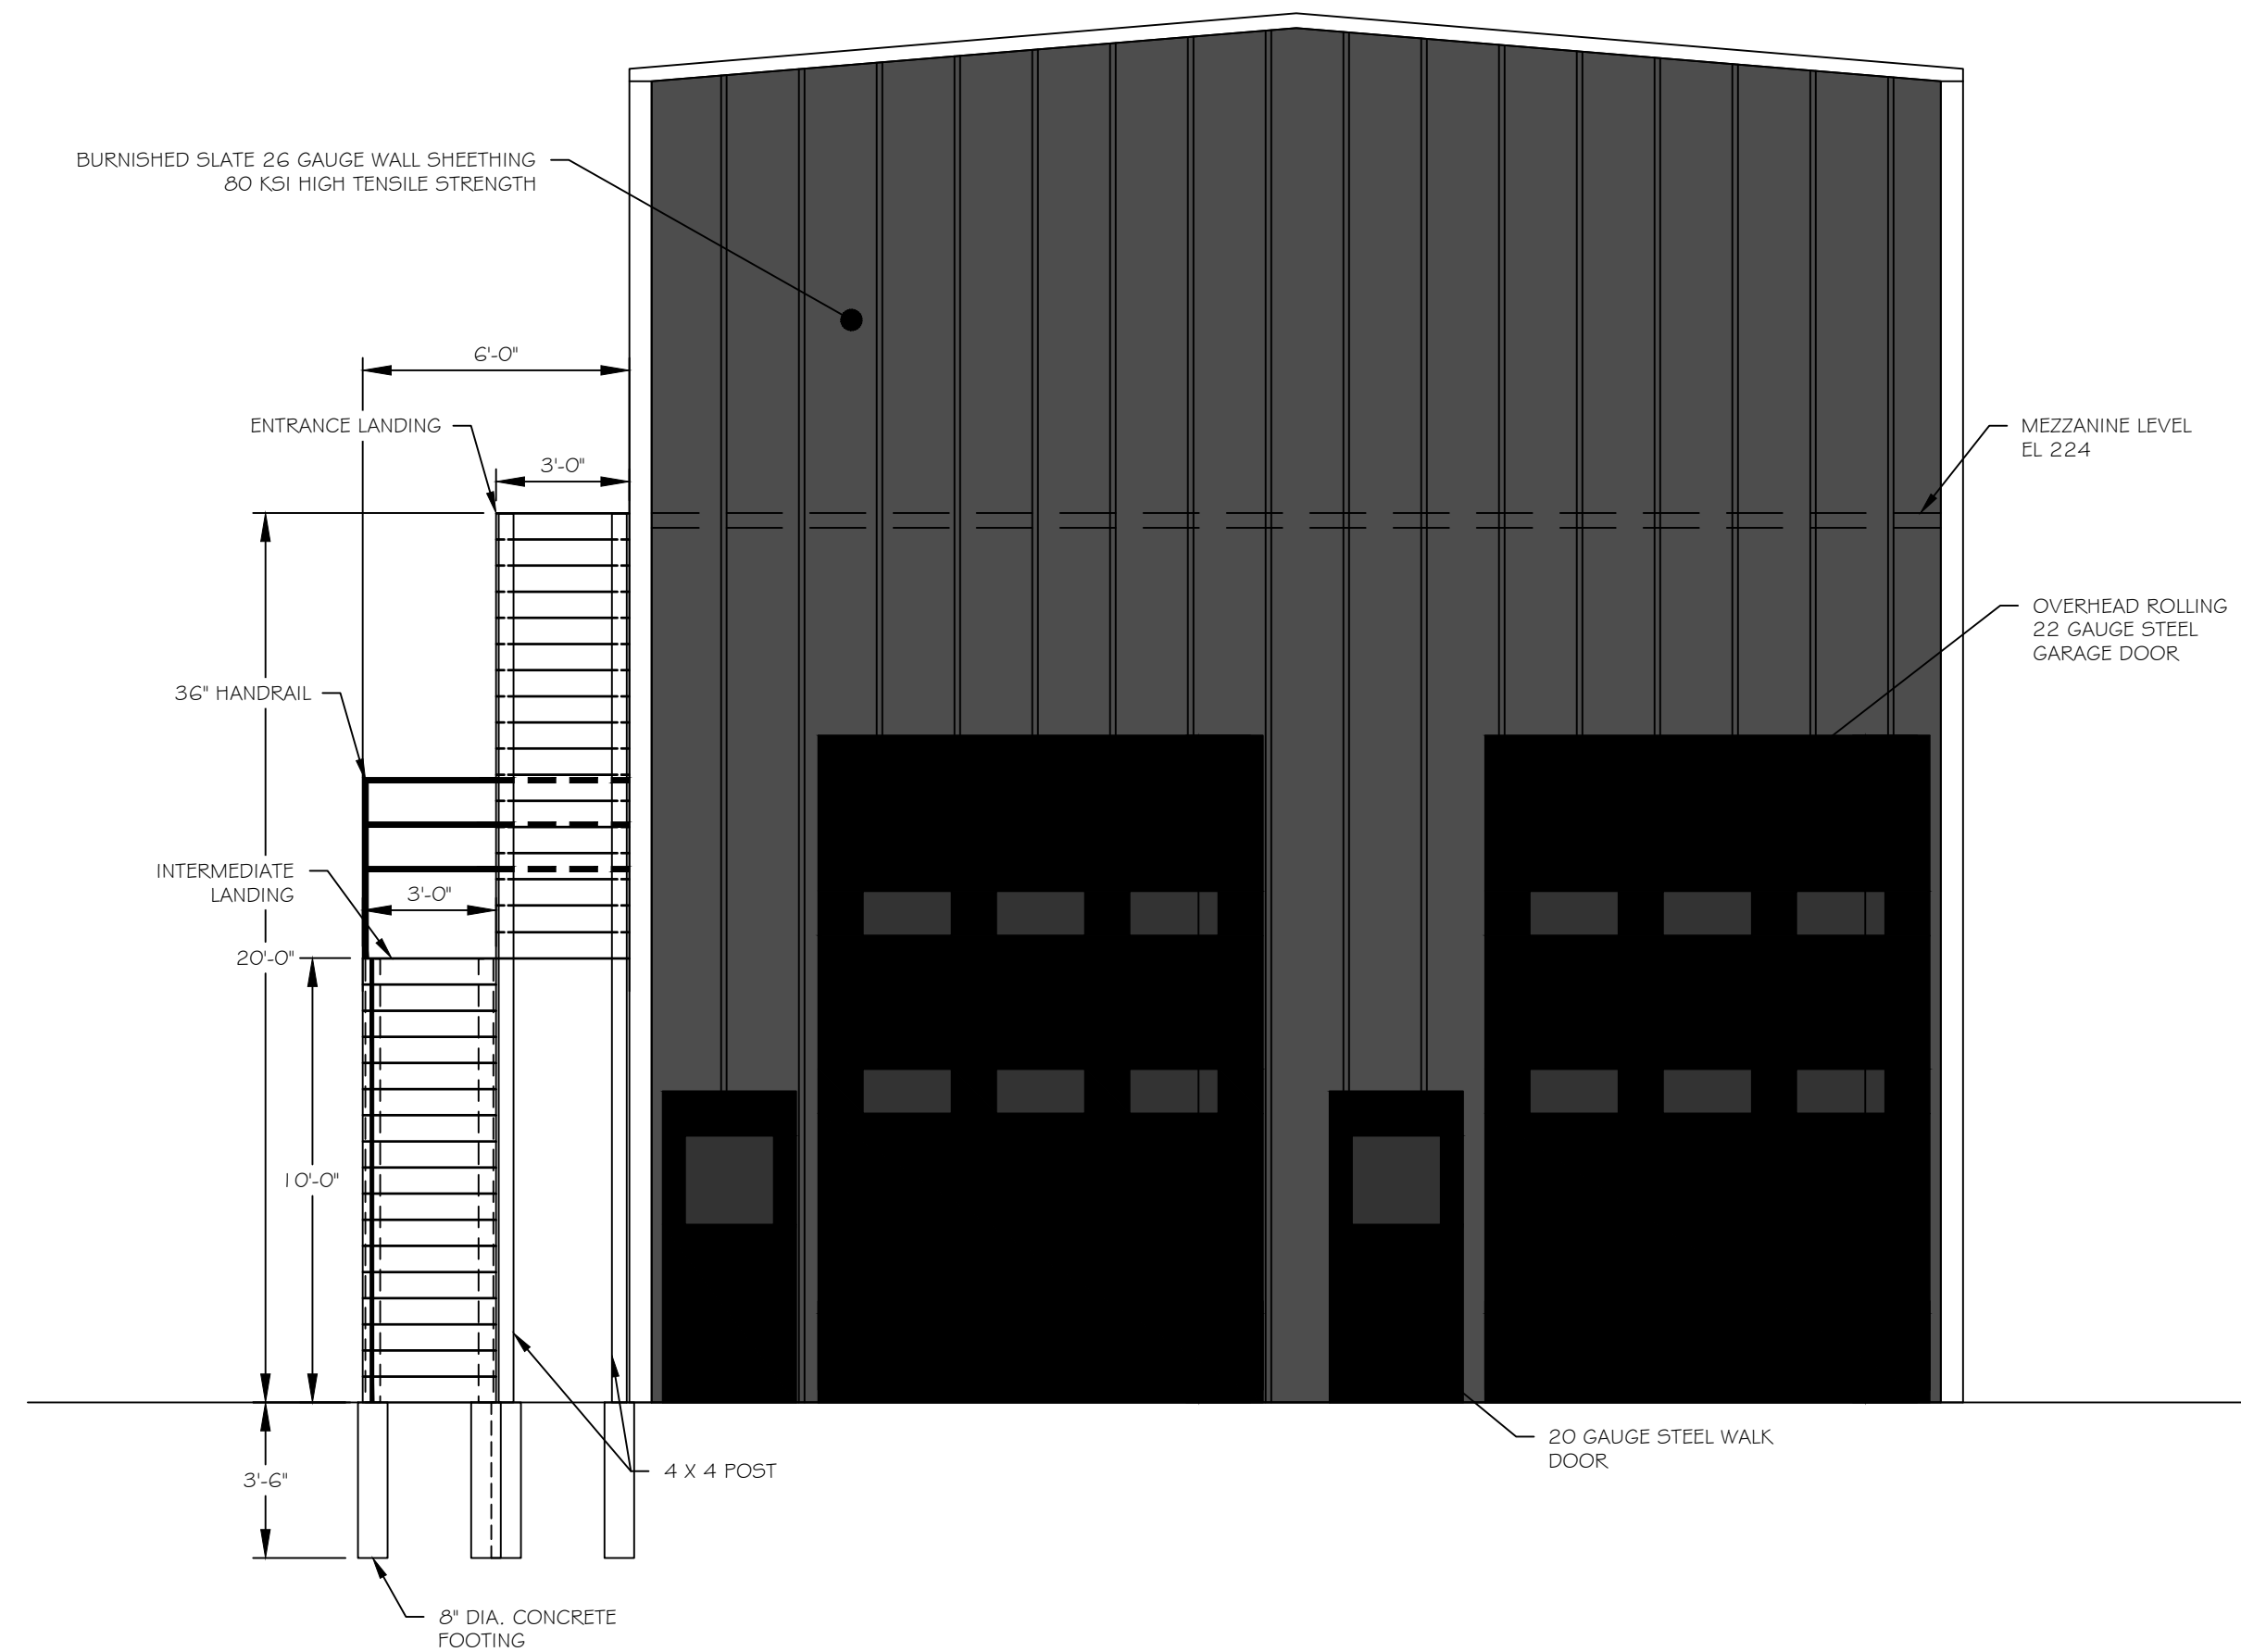 BURNISHED SLATE 26 GAUGE WALL SHEETHING
80 KSI HIGH TENSILE STRENGTH
6'-0"
ENTRANCE LANDING
3'-0"
MEZZANINE LEVEL
EL 224
OVERHEAD ROLLING
22 GAUGE STEEL
GARAGE DOOR
36" HANDRAIL
INTERMEDIATE
LANDING
3'-0"
20'-0"
10'-0"
20 GAUGE STEEL WALK
DOOR
4 X 4 POST
3'-6"
8" DIA. CONCRETE
FOOTING